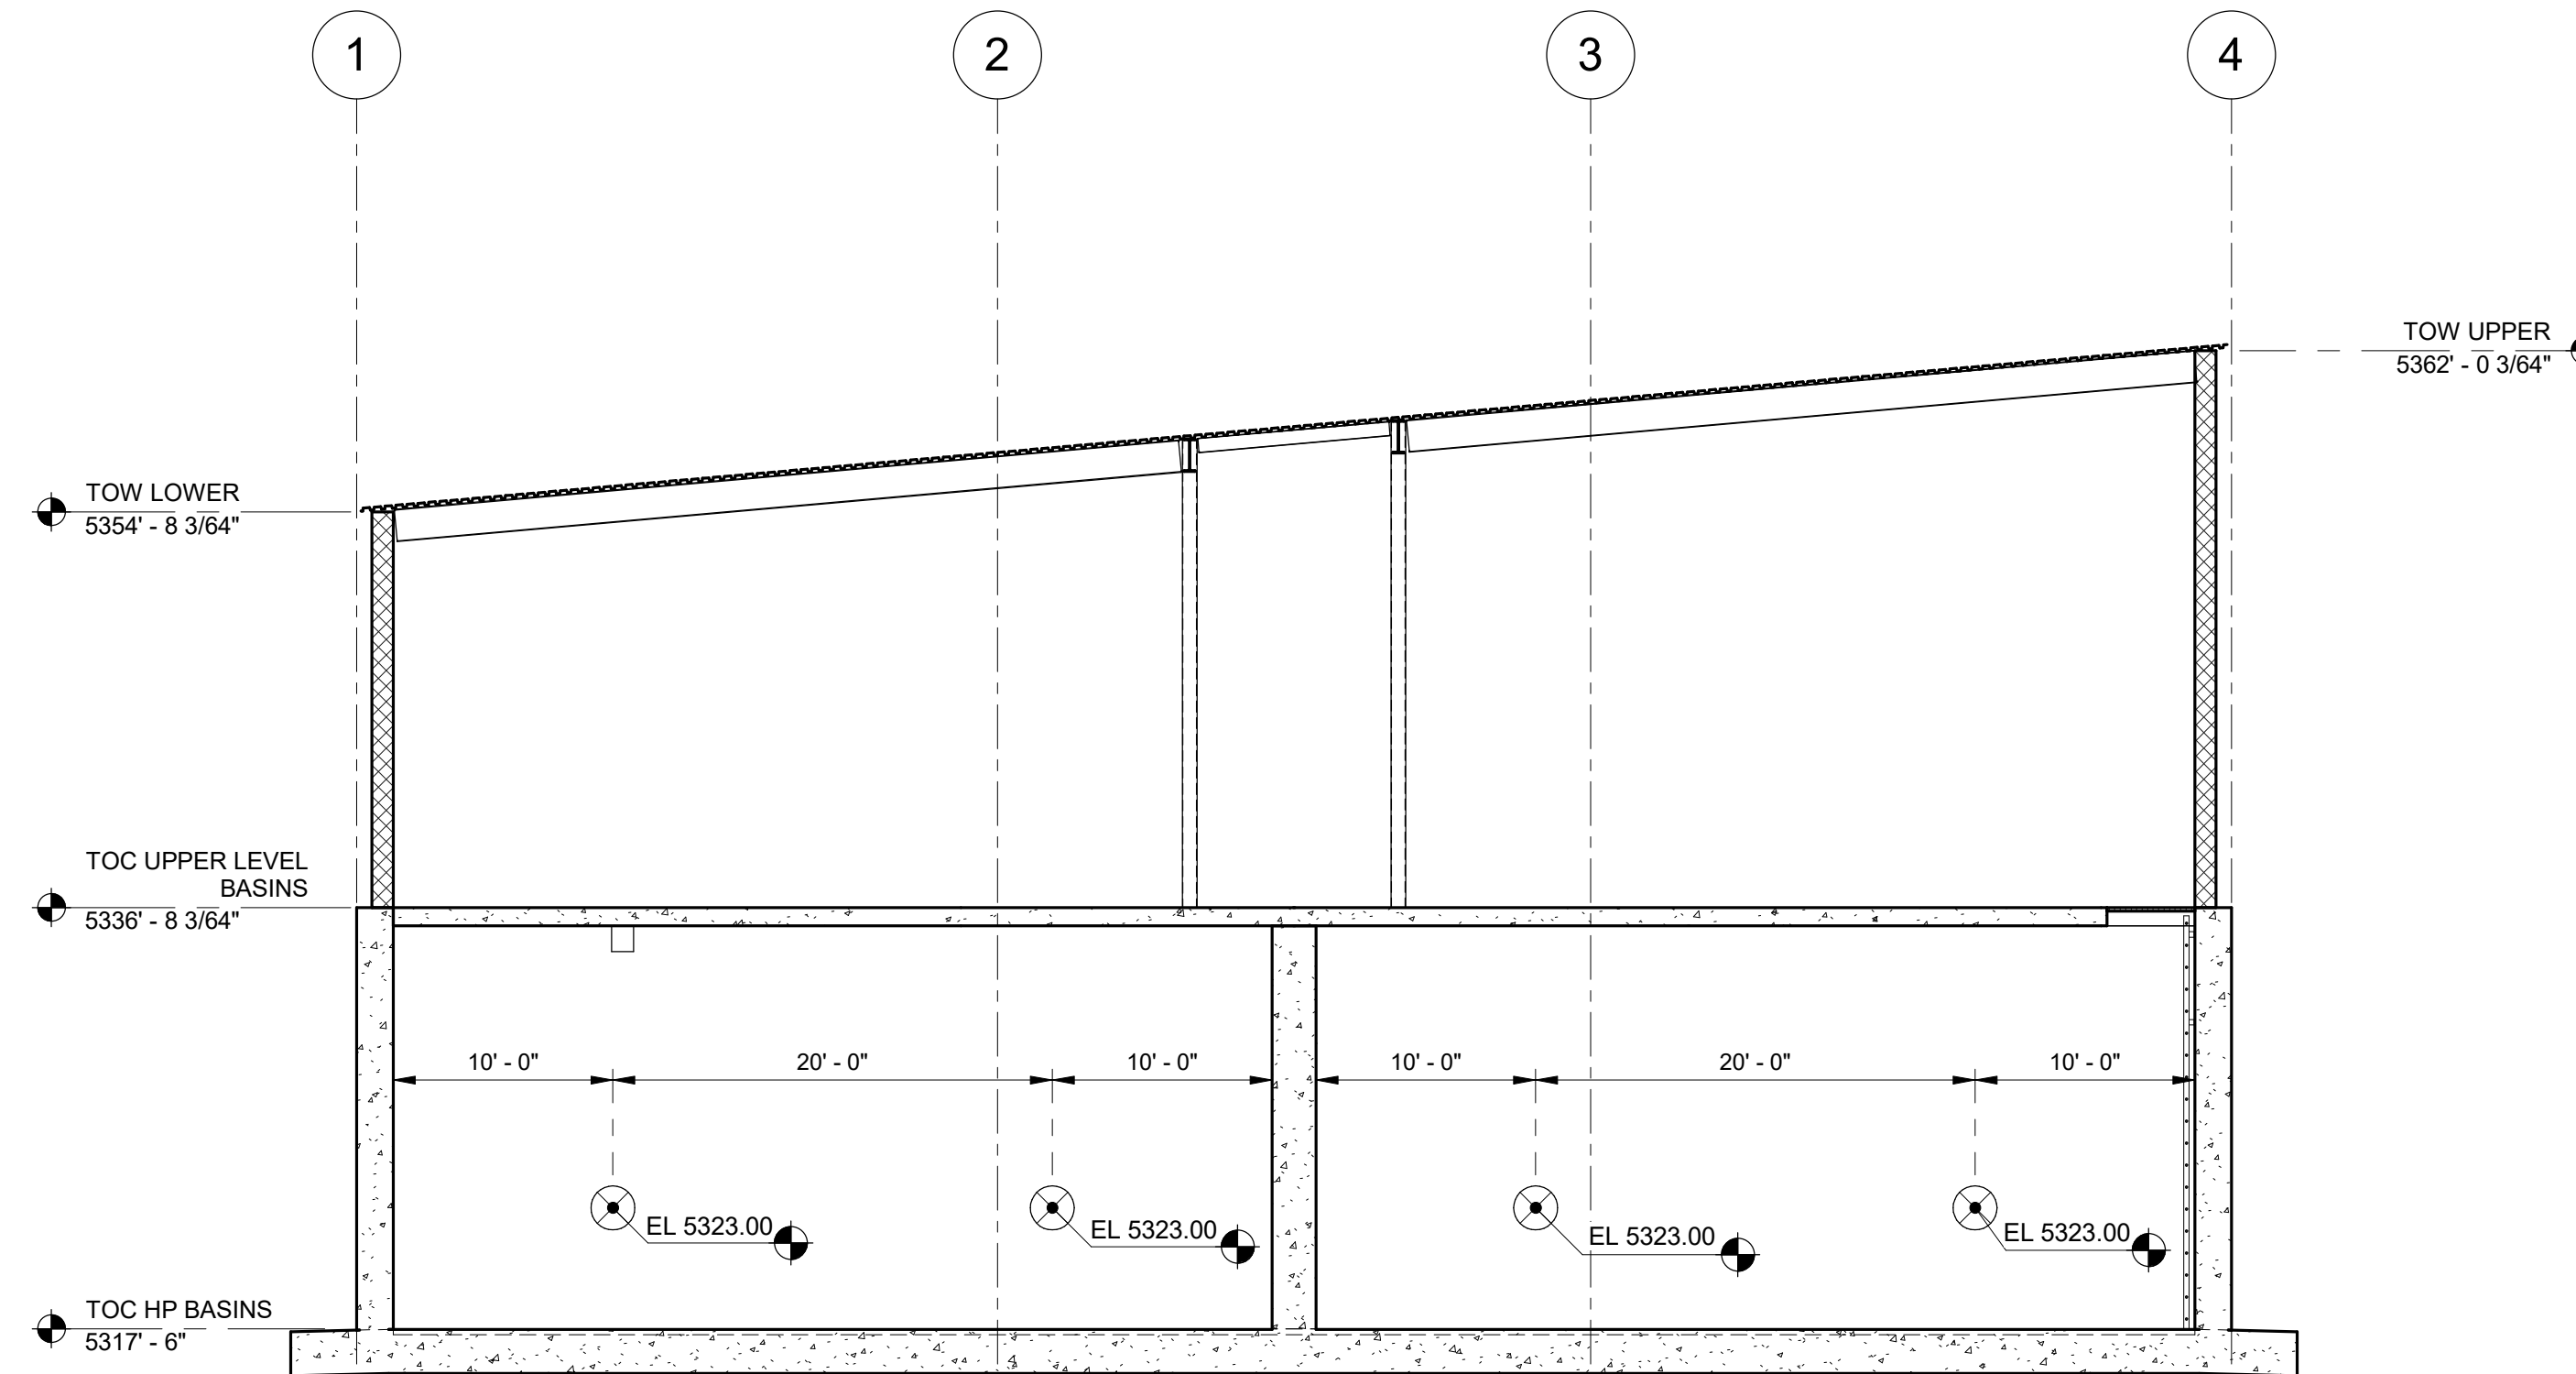 1
2
3
4
TOW UPPER
5362' - 0 3/64"
TOW LOWER
5354' - 8 3/64"
TOC UPPER LEVEL
BASINS
5336' - 8 3/64"
10' - 0"
20' - 0"
10' - 0"
10' - 0"
20' - 0"
10' - 0"
EL 5323.00
EL 5323.00
EL 5323.00
EL 5323.00
TOC HP BASINS
5317' - 6"